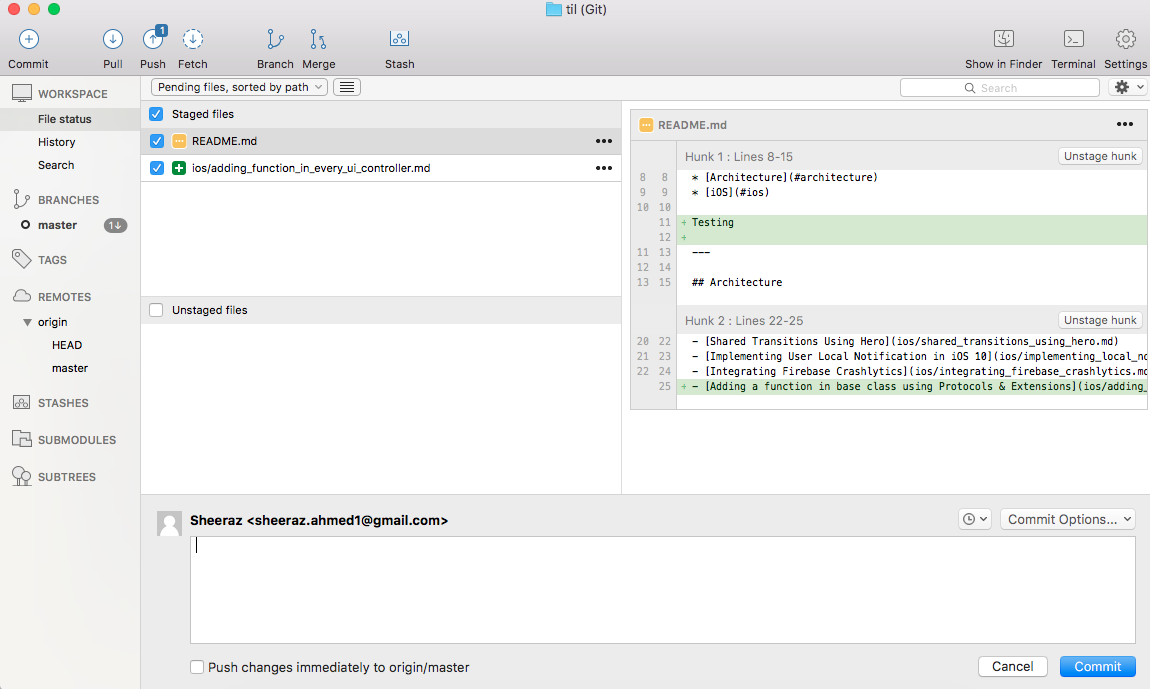 til (Git)
1
Commit
Pull
Push
Fetch
Branch
Merge
Stash
Show in Finder
Terminal
Settings
WORKSPACE
File status
History
Search
BRANCHES
master
1↓
TAGS
REMOTES
origin
HEAD
master
STASHES
SUBMODULES
SUBTREES
Pending files, sorted by path
Search
Staged files
README.md
ios/adding_function_in_every_ui_controller.md
Unstaged files
README.md
Hunk 1 : Lines 8-15
Unstage hunk
8 8 * [Architecture](#architecture)
9 9 * [iOS](#ios)
10 10
11 + Testing
12 +
11 13 ---
12 14
13 15 ## Architecture
Hunk 2 : Lines 22-25
Unstage hunk
20 22 - [Shared Transitions Using Hero](ios/shared_transitions_using_hero.md)
21 23 - [Implementing User Local Notification in iOS 10](ios/implementing_local_no
22 24 - [Integrating Firebase Crashlytics](ios/integrating_firebase_crashlytics.md
25 + - [Adding a function in base class using Protocols & Extensions](ios/adding_
Sheeraz <sheeraz.ahmed1@gmail.com>
Commit Options...
Push changes immediately to origin/master
Cancel
Commit